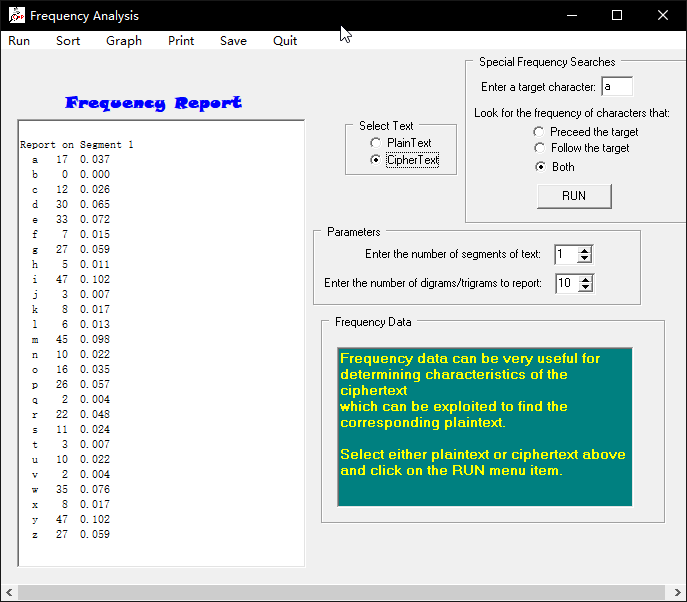 Frequency Analysis
Run Sort Graph Print Save Quit
Frequency Report
Report on Segment 1
a 17 0.037
b 0 0.000
c 12 0.026
d 30 0.065
e 33 0.072
f 7 0.015
g 27 0.059
h 5 0.011
i 47 0.102
j 3 0.007
k 8 0.017
l 6 0.013
m 45 0.098
n 10 0.022
o 16 0.035
p 26 0.057
q 2 0.004
r 22 0.048
s 11 0.024
t 3 0.007
u 10 0.022
v 2 0.004
w 35 0.076
x 8 0.017
y 47 0.102
z 27 0.059
Select Text
PlainText
CipherText
Special Frequency Searches
Enter a target character: a
Look for the frequency of characters that:
Preceed the target
Follow the target
Both
RUN
Parameters
Enter the number of segments of text: 1
Enter the number of digrams/trigrams to report: 10
Frequency Data
Frequency data can be very useful for
determining characteristics of the
ciphertext
which can be exploited to find the
corresponding plaintext.
Select either plaintext or ciphertext above
and click on the RUN menu item.